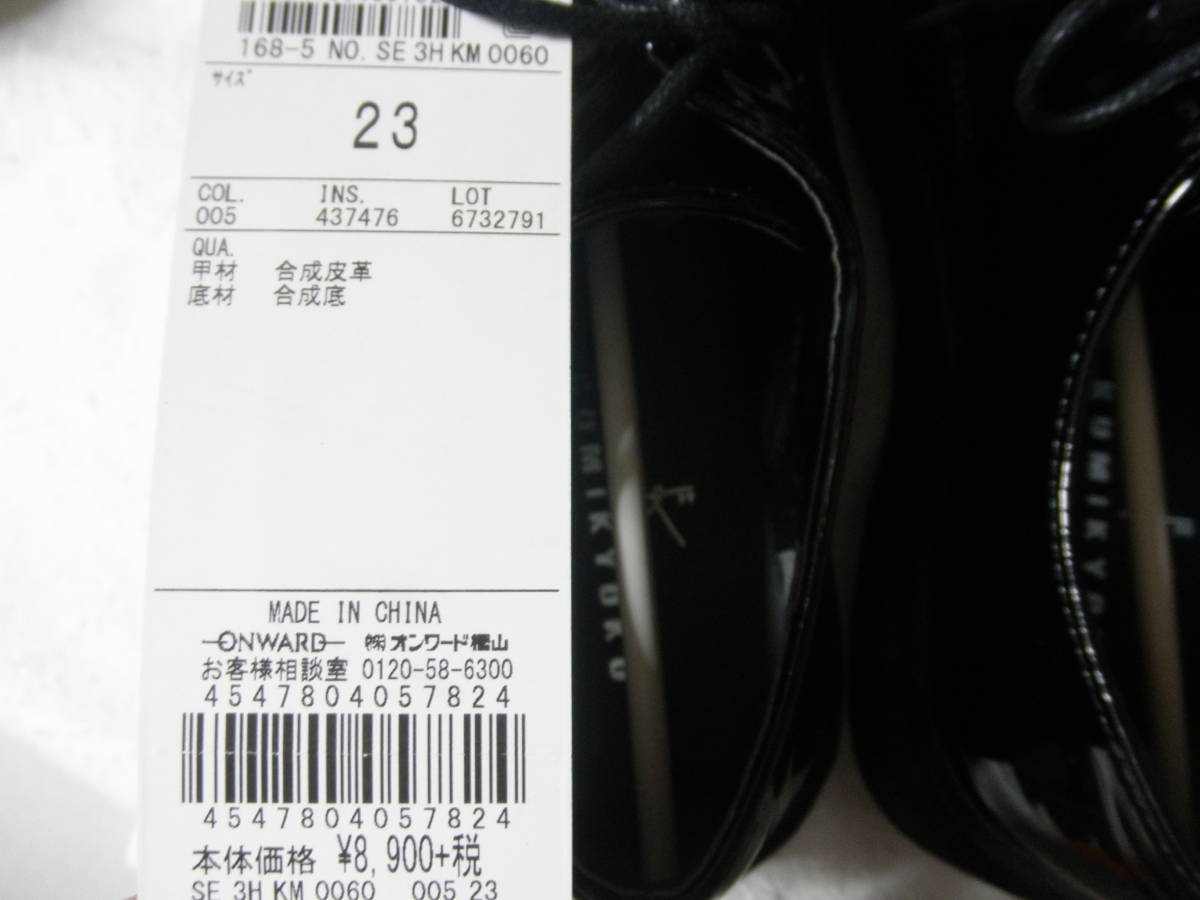 168-5 NO. SE 3H KM 0060
サイズ
23
COL. INS. LOT
005 437476 6732791
QUA.
甲材 合成皮革
底材 合成底
MADE IN CHINA
ONWARD ㈱オンワード樫山
お客様相談室 0120-58-6300
4547804057824
4547804057824
本体価格 ¥8,900+税
SE 3H KM 0060 005 23
KUMIKYOKU
KUMIKYO